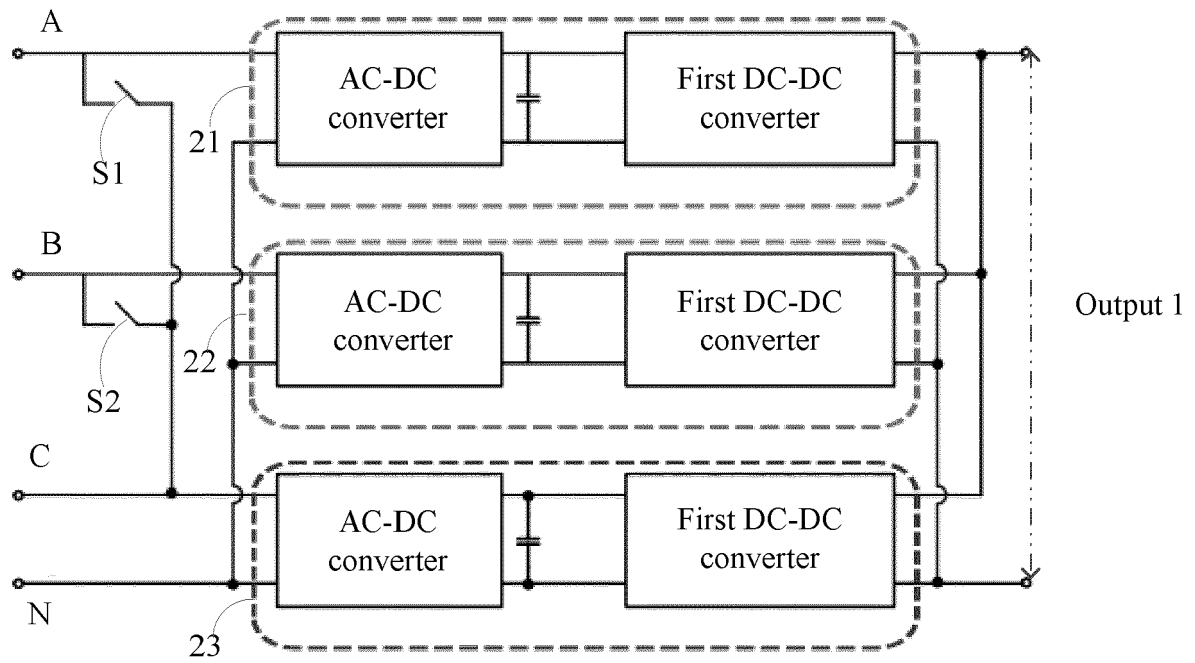 A
AC-DC
converter
First DC-DC
converter
21
S1
B
AC-DC
converter
First DC-DC
converter
Output 1
22
S2
C
AC-DC
converter
First DC-DC
converter
N
23